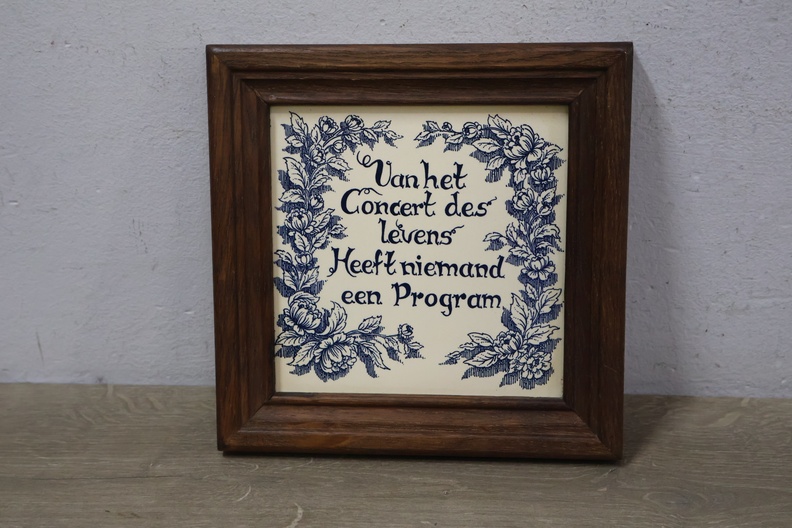 Van het
Concert des
levens
Heeft niemand
een Program